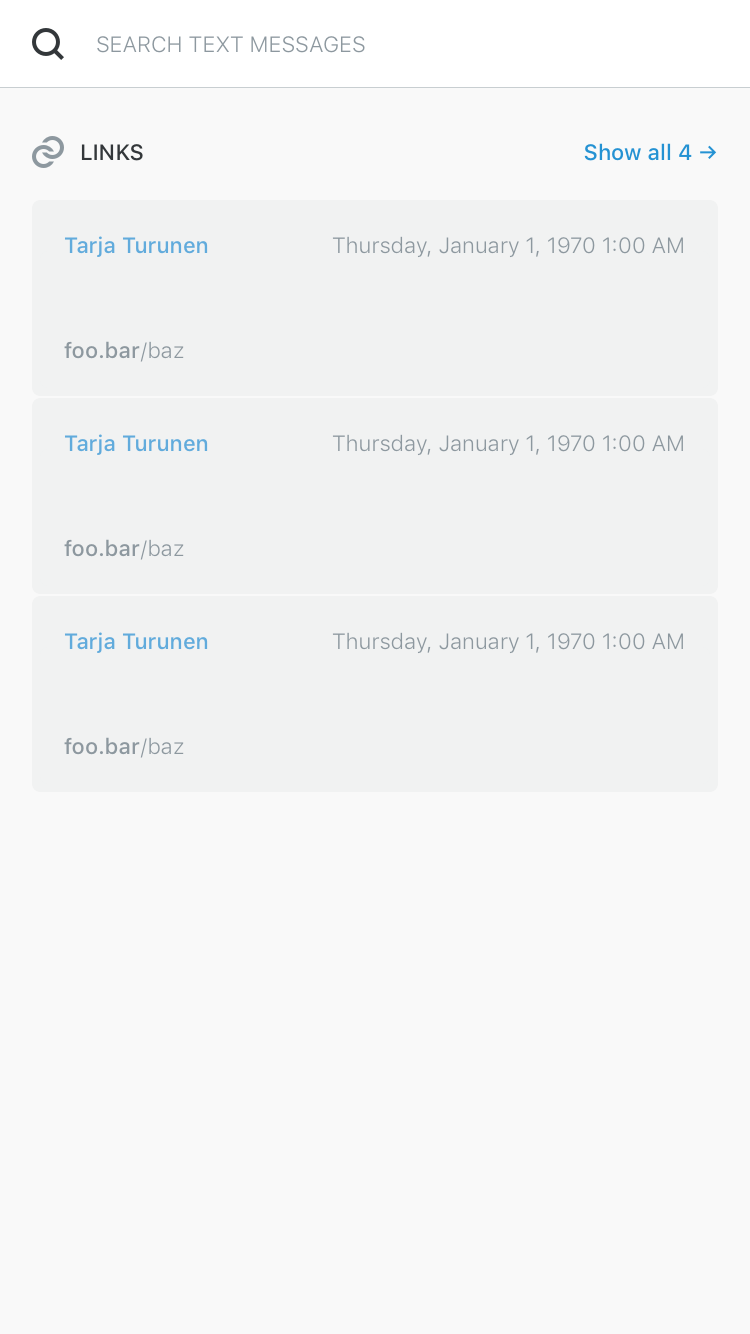 SEARCH TEXT MESSAGES
LINKS Show all 4 →
Tarja Turunen Thursday, January 1, 1970 1:00 AM
foo.bar/baz
Tarja Turunen Thursday, January 1, 1970 1:00 AM
foo.bar/baz
Tarja Turunen Thursday, January 1, 1970 1:00 AM
foo.bar/baz